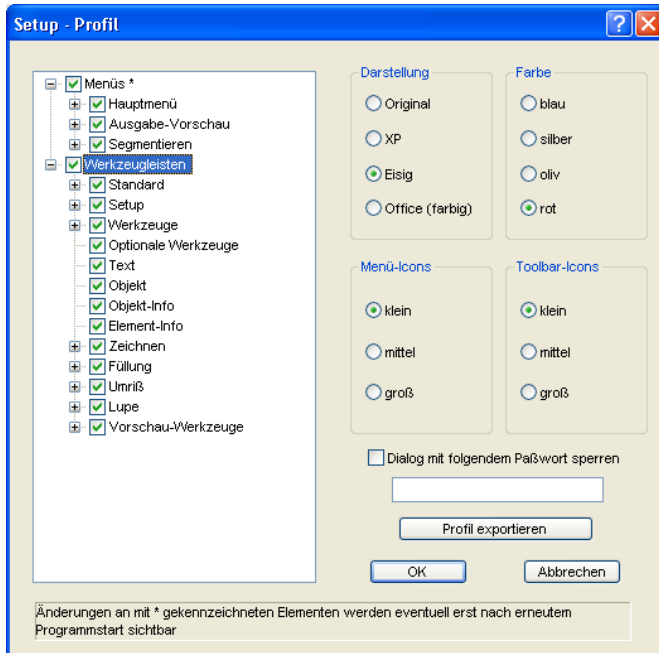 Setup - Profil
Menüs *
Hauptmenü
Ausgabe-Vorschau
Segmentieren
Werkzeugleisten
Standard
Setup
Werkzeuge
Optionale Werkzeuge
Text
Objekt
Objekt-Info
Element-Info
Zeichnen
Füllung
Umriß
Lupe
Vorschau-Werkzeuge
Darstellung
Original
XP
Eisig
Office (farbig)
Farbe
blau
silber
oliv
rot
Menü-Icons
klein
mittel
groß
Toolbar-Icons
klein
mittel
groß
Dialog mit folgendem Paßwort sperren
Profil exportieren
OK
Abbrechen
Änderungen an mit * gekennzeichneten Elementen werden eventuell erst nach erneutem
Programmstart sichtbar